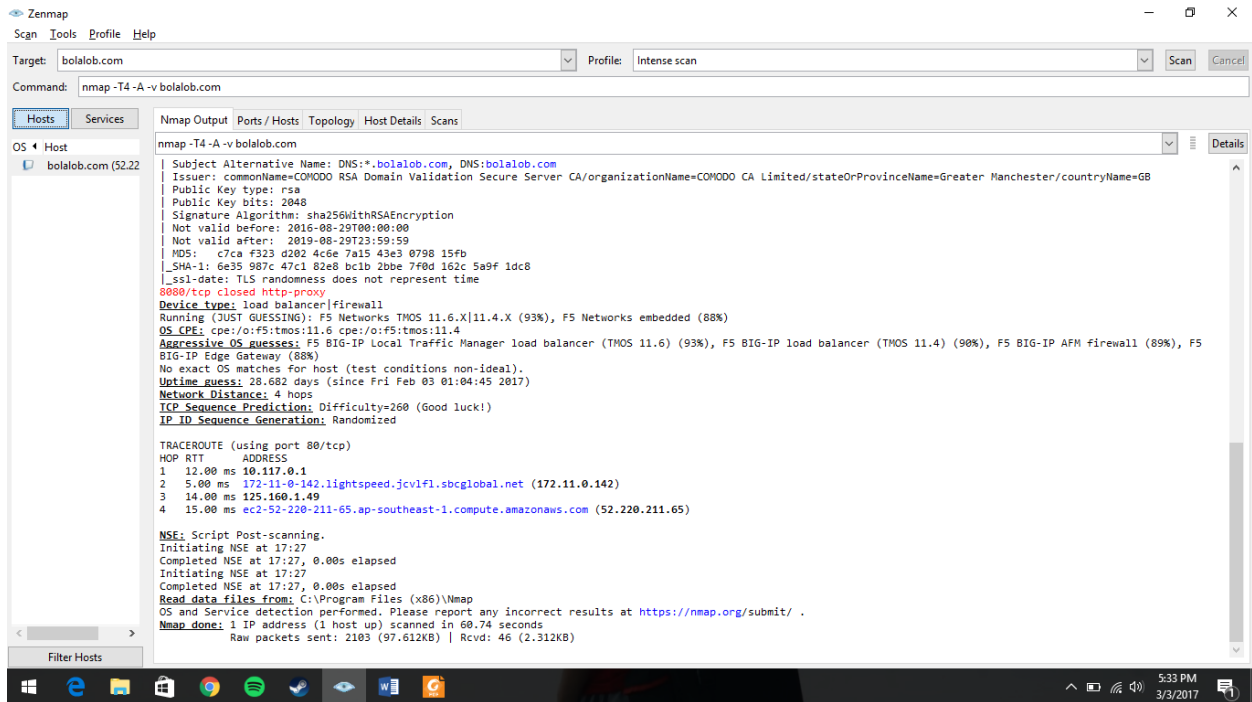 Zenmap
Scan Tools Profile Help
Target: bolalob.com Profile: Intense scan Scan Cancel
Command: nmap -T4 -A -v bolalob.com
Hosts Services Nmap Output Ports / Hosts Topology Host Details Scans
OS Host nmap -T4 -A -v bolalob.com Details
bolalob.com (52.22
| Subject Alternative Name: DNS:*.bolalob.com, DNS:bolalob.com
| Issuer: commonName=COMODO RSA Domain Validation Secure Server CA/organizationName=COMODO CA Limited/stateOrProvinceName=Greater Manchester/countryName=GB
| Public Key type: rsa
| Public Key bits: 2048
| Signature Algorithm: sha256WithRSAEncryption
| Not valid before: 2016-08-29T00:00:00
| Not valid after:  2019-08-29T23:59:59
| MD5:   c7ca f323 d202 4c6e 7a15 43e3 0798 15fb
|_SHA-1: 6e35 987c 47c1 82e8 bc1b 2bbe 7f0d 162c 5a9f 1dc8
|_ssl-date: TLS randomness does not represent time
8080/tcp closed http-proxy
Device type: load balancer|firewall
Running (JUST GUESSING): F5 Networks TMOS 11.6.X|11.4.X (93%), F5 Networks embedded (88%)
OS CPE: cpe:/o:f5:tmos:11.6 cpe:/o:f5:tmos:11.4
Aggressive OS guesses: F5 BIG-IP Local Traffic Manager load balancer (TMOS 11.6) (93%), F5 BIG-IP load balancer (TMOS 11.4) (90%), F5 BIG-IP AFM firewall (89%), F5
BIG-IP Edge Gateway (88%)
No exact OS matches for host (test conditions non-ideal).
Uptime guess: 28.682 days (since Fri Feb 03 01:04:45 2017)
Network Distance: 4 hops
TCP Sequence Prediction: Difficulty=260 (Good luck!)
IP ID Sequence Generation: Randomized
TRACEROUTE (using port 80/tcp)
HOP RTT      ADDRESS
1   12.00 ms 10.117.0.1
2   5.00 ms  172-11-0-142.lightspeed.jcvlfl.sbcglobal.net (172.11.0.142)
3   14.00 ms 125.160.1.49
4   15.00 ms ec2-52-220-211-65.ap-southeast-1.compute.amazonaws.com (52.220.211.65)
NSE: Script Post-scanning.
Initiating NSE at 17:27
Completed NSE at 17:27, 0.00s elapsed
Initiating NSE at 17:27
Completed NSE at 17:27, 0.00s elapsed
Read data files from: C:\Program Files (x86)\Nmap
OS and Service detection performed. Please report any incorrect results at https://nmap.org/submit/ .
Nmap done: 1 IP address (1 host up) scanned in 60.74 seconds
Raw packets sent: 2103 (97.612KB) | Rcvd: 46 (2.312KB)
Filter Hosts
5:33 PM
3/3/2017